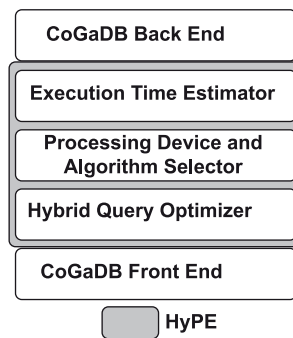 CoGaDB Back End
Execution Time Estimator
Processing Device and
Algorithm Selector
Hybrid Query Optimizer
CoGaDB Front End
HyPE